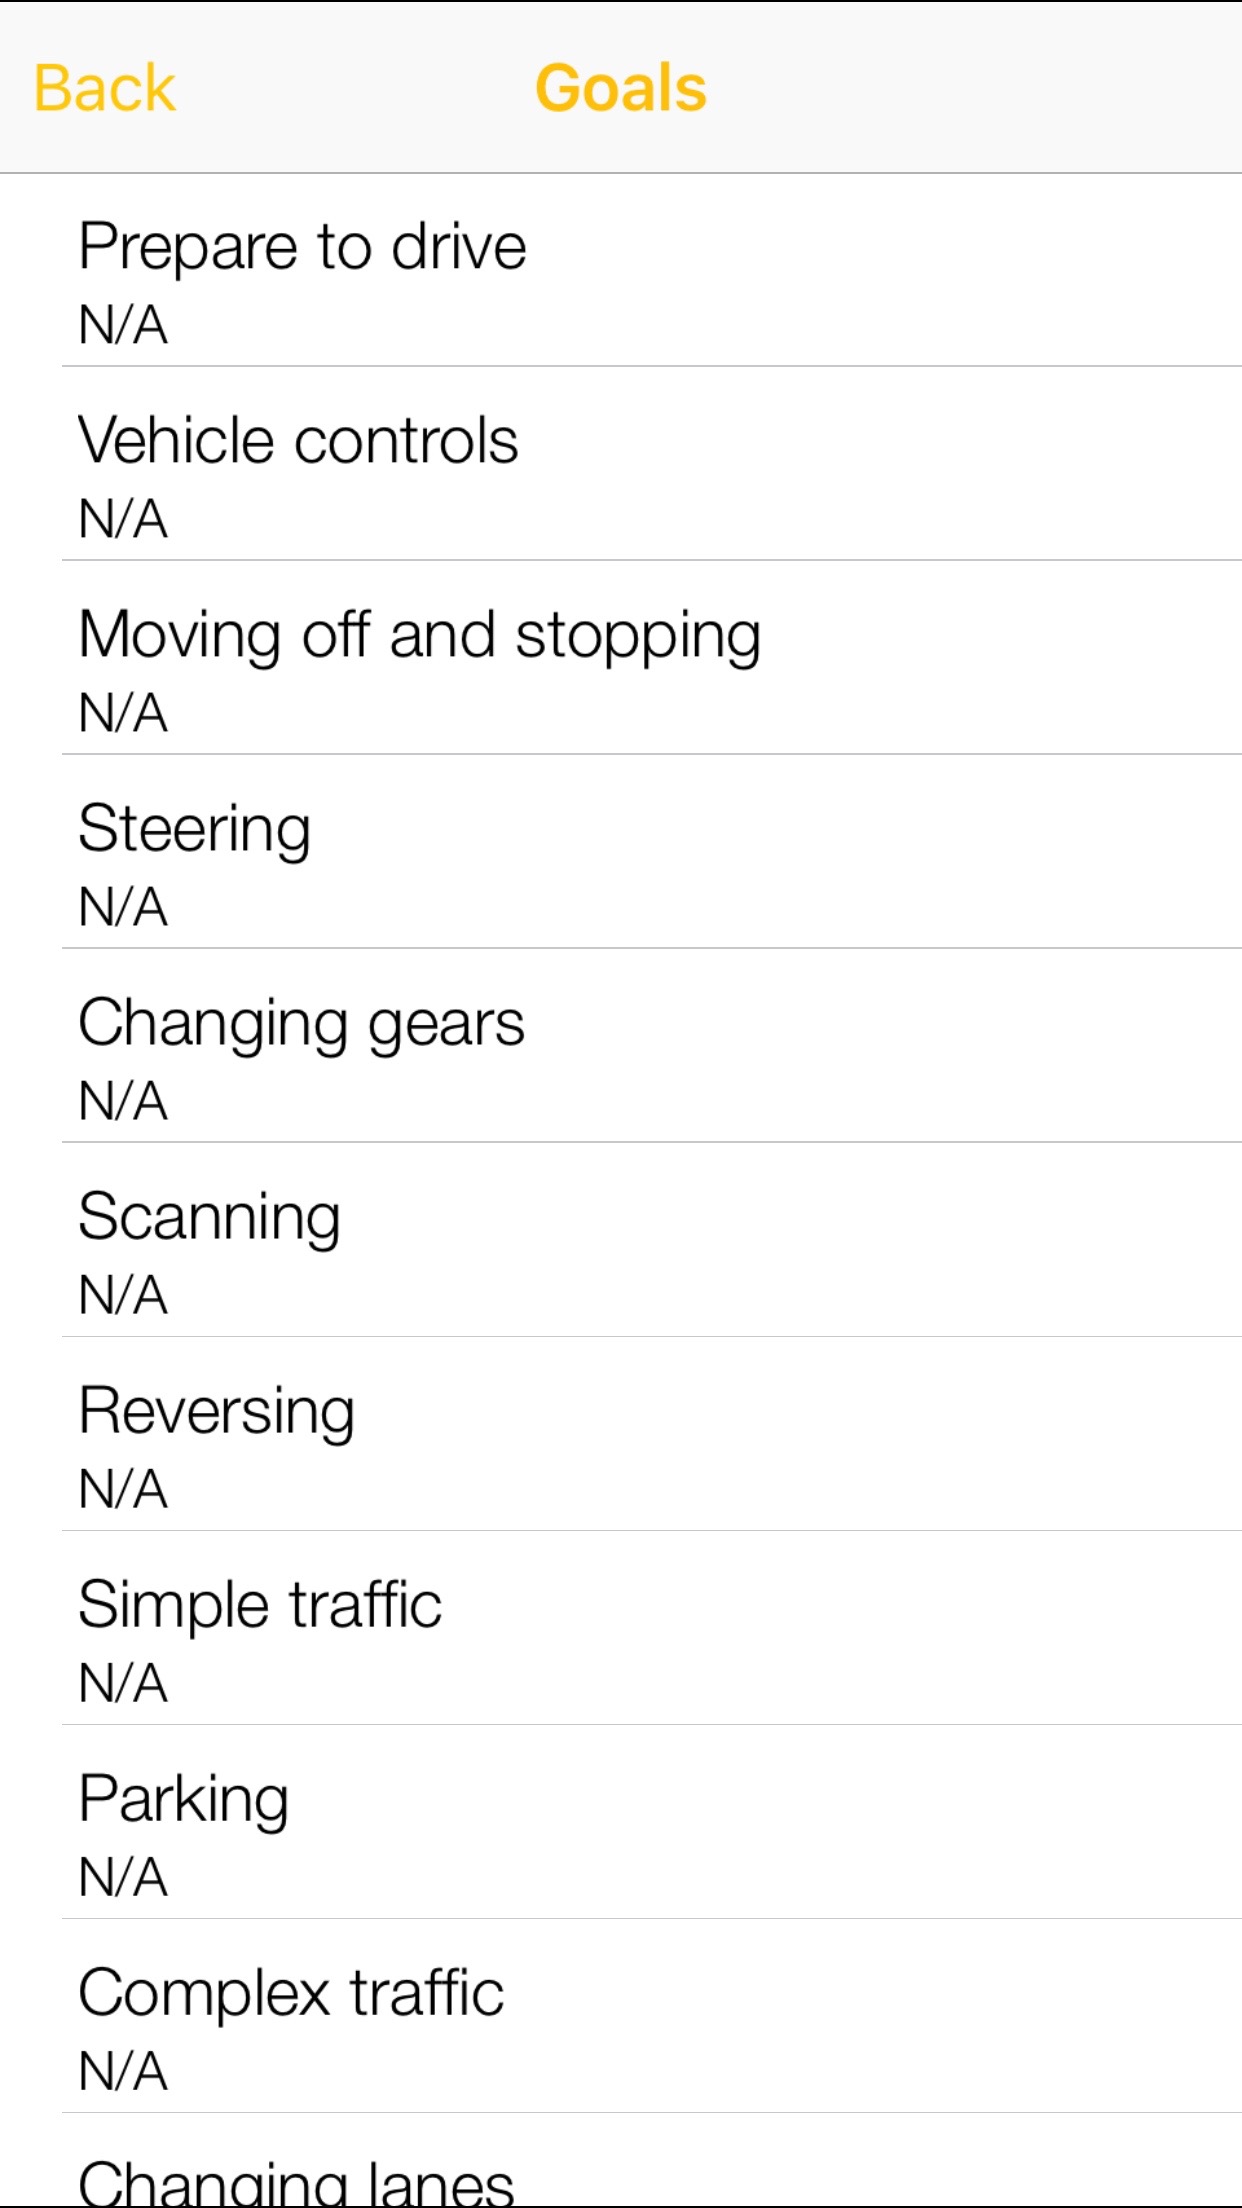 Back
Goals
Prepare to drive
N/A
Vehicle controls
N/A
Moving off and stopping
N/A
Steering
N/A
Changing gears
N/A
Scanning
N/A
Reversing
N/A
Simple traffic
N/A
Parking
N/A
Complex traffic
N/A
Changing lanes